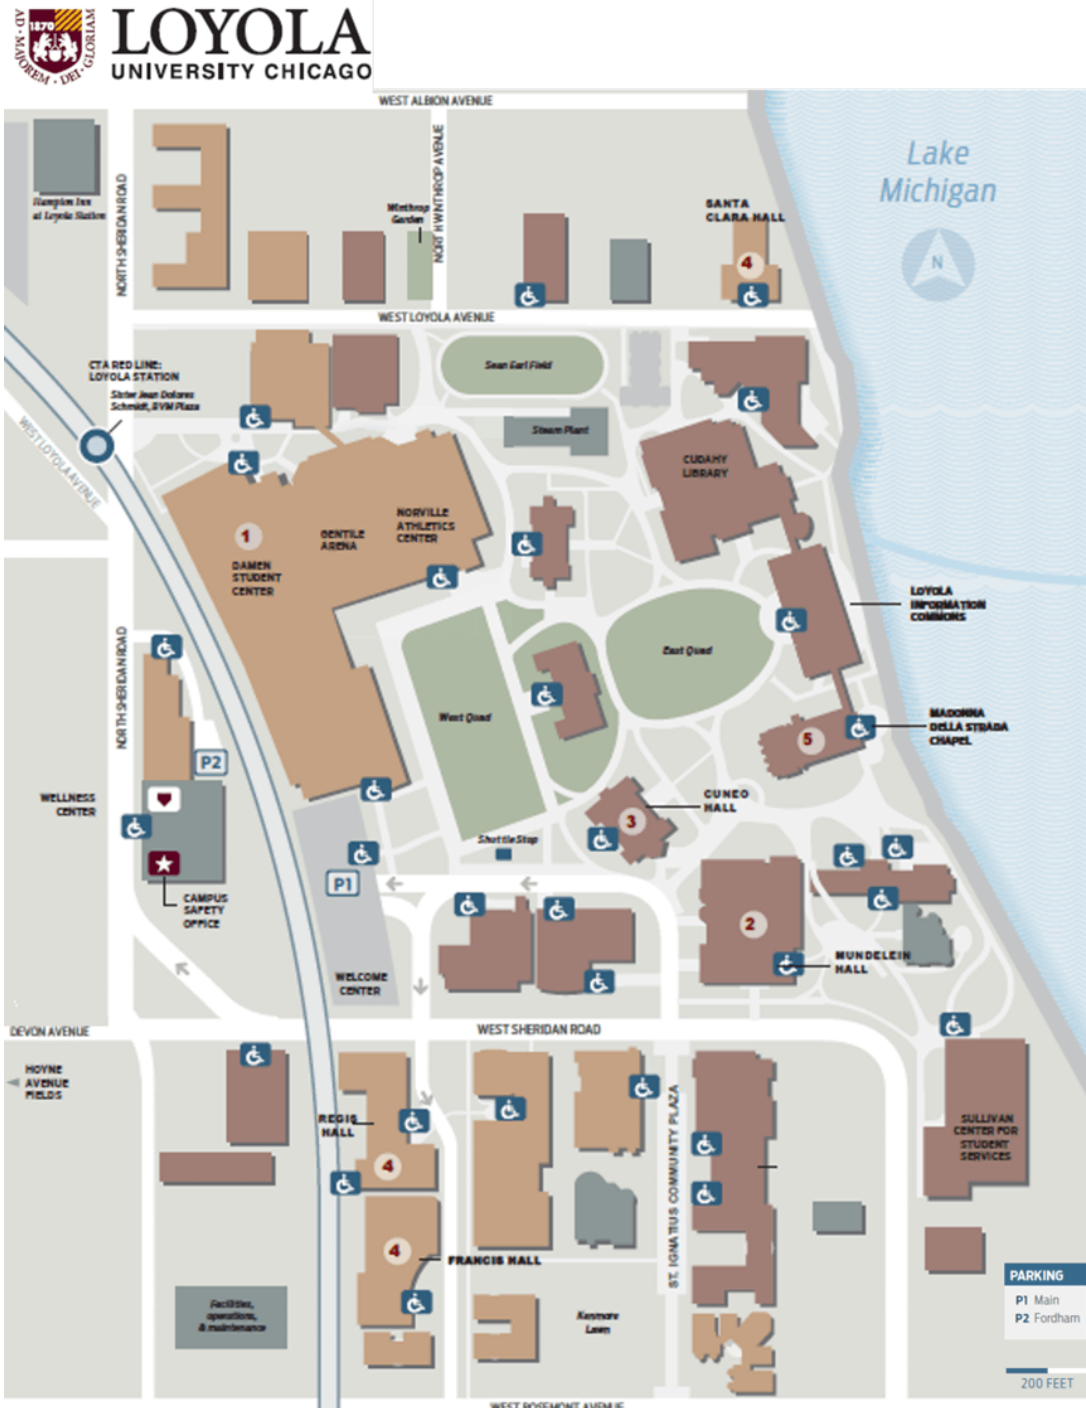 AD • MAJOREM • DEI • GLORIAM
1870
LOYOLA
UNIVERSITY CHICAGO
WEST ALBION AVENUE
Lake
Michigan
N
Hampton Inn
at Loyola Station
NORTH SHERIDAN ROAD
Winthrop
Garden
NORTH WINTHROP AVENUE
SANTA
CLARA HALL
4
WEST LOYOLA AVENUE
CTA RED LINE:
LOYOLA STATION
Sister Jean Dolores
Schmidt, BVM Plaza
WEST LOYOLA AVENUE
Sean Earl Field
Steam Plant
CUDAHY
LIBRARY
1
DAMEN
STUDENT
CENTER
GENTILE
ARENA
NORVILLE
ATHLETICS
CENTER
LOYOLA
INFORMATION
COMMONS
East Quad
West Quad
NORTH SHERIDAN ROAD
MADONNA
DELLA STRADA
CHAPEL
5
P2
WELLNESS
CENTER
CUNEO
HALL
3
Shuttle Stop
P1
CAMPUS
SAFETY
OFFICE
2
MUNDELEIN
HALL
WELCOME
CENTER
DEVON AVENUE
WEST SHERIDAN ROAD
HOYNE
AVENUE
FIELDS
REGIS
HALL
4
ST. IGNATIUS COMMUNITY PLAZA
SULLIVAN
CENTER FOR
STUDENT
SERVICES
4
FRANCIS HALL
Facilities,
operations,
& maintenance
Kenmore
Lawn
PARKING
P1 Main
P2 Fordham
200 FEET
WEST ROSEMONT AVENUE